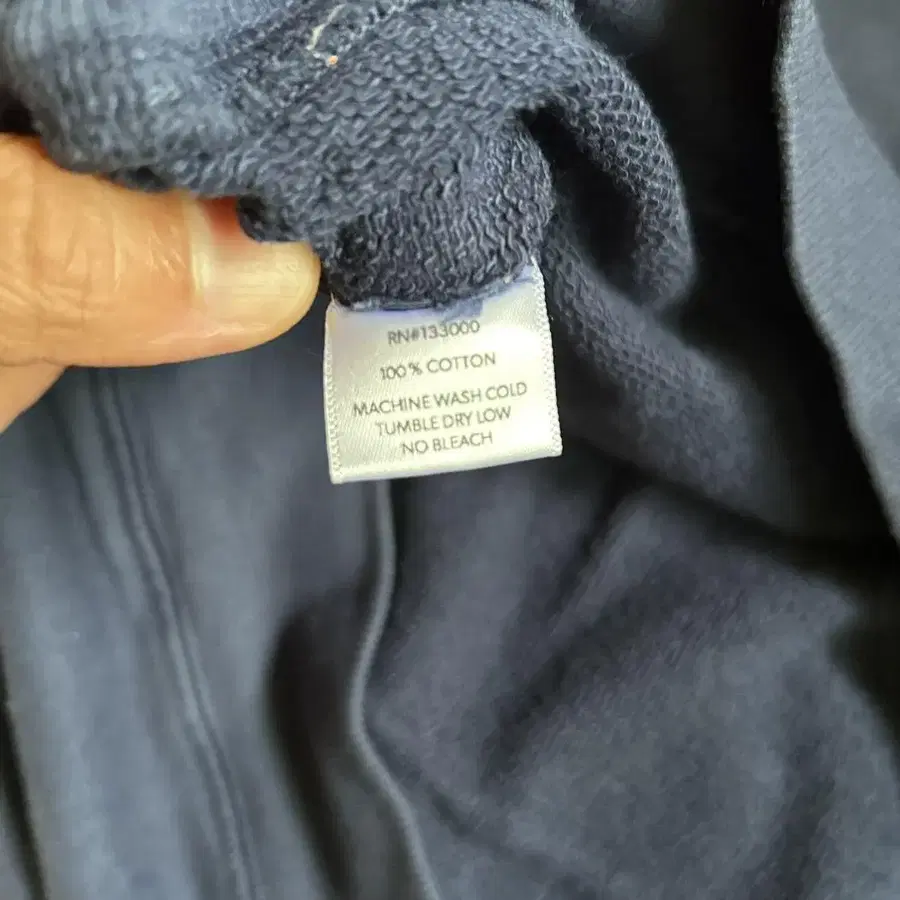 RN#133000
100% COTTON
MACHINE WASH COLD
TUMBLE DRY LOW
NO BLEACH